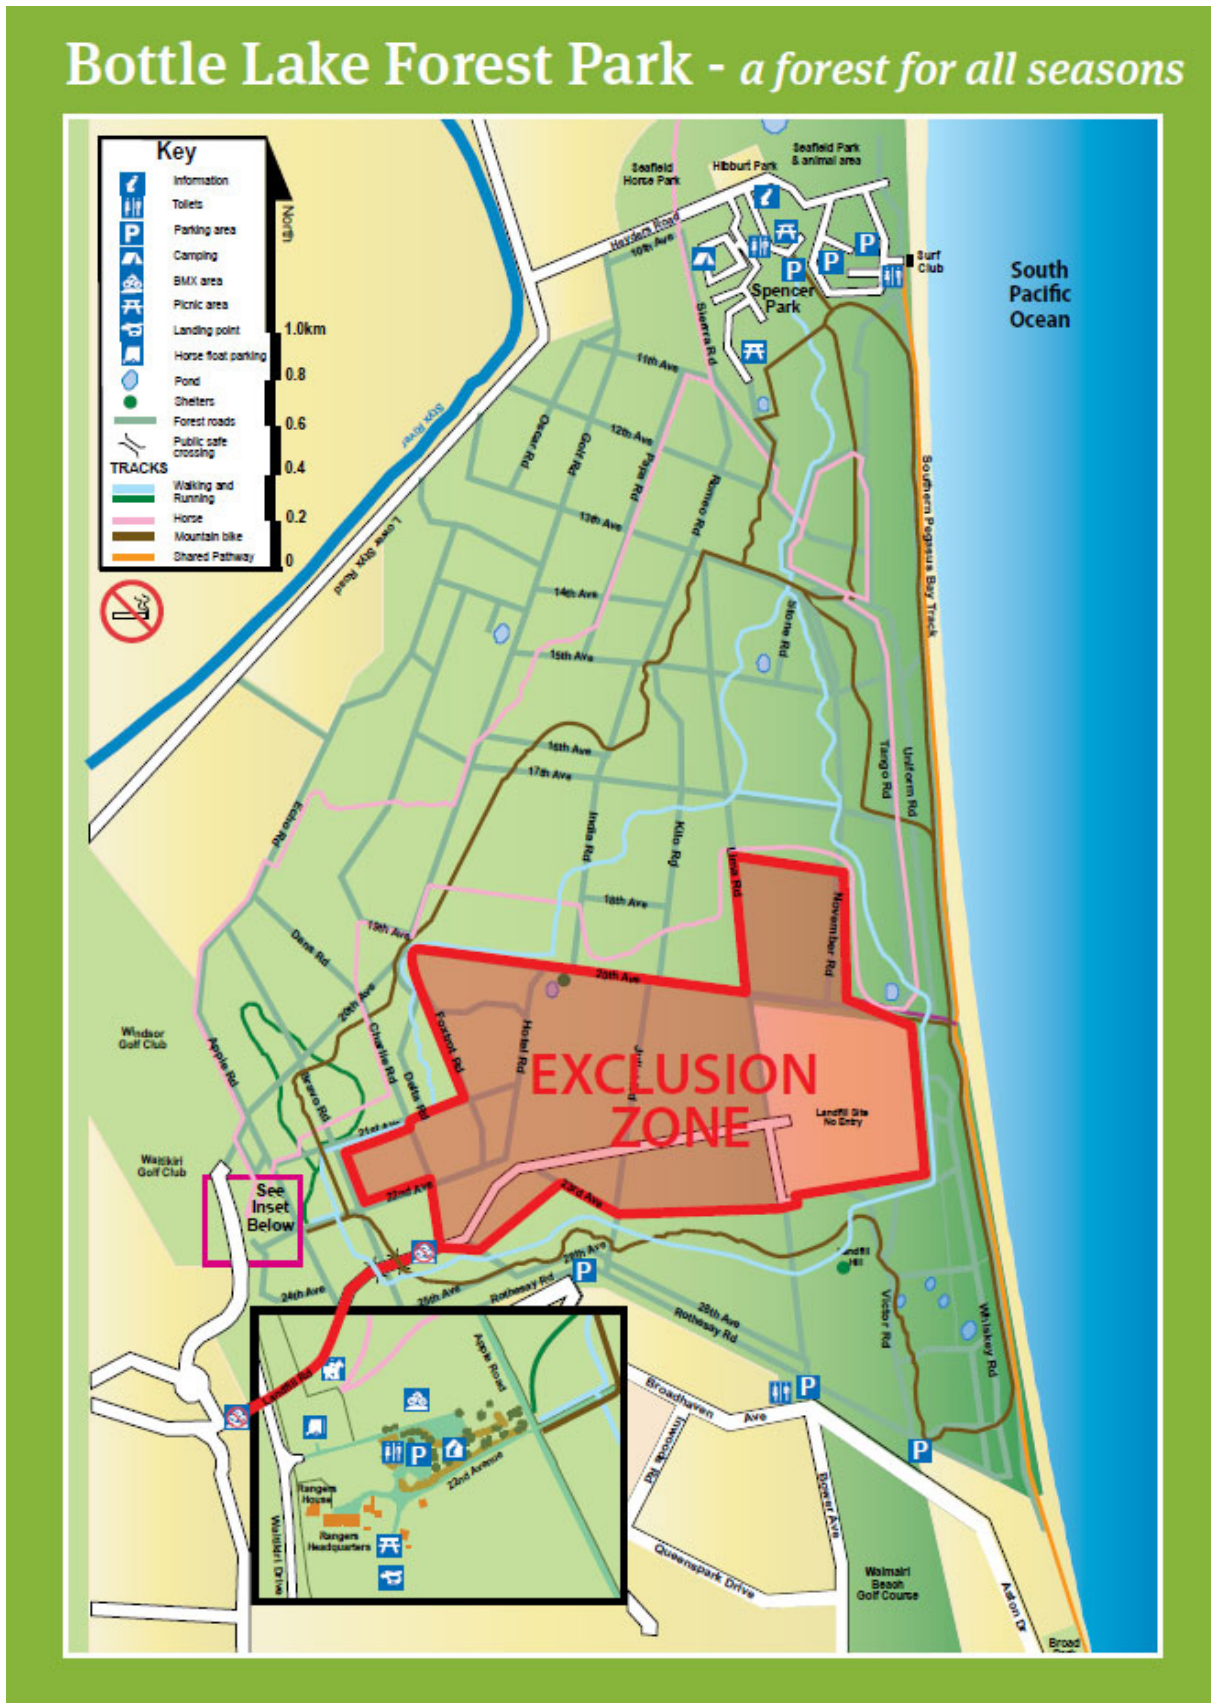 Bottle Lake Forest Park - a forest for all seasons
Key
Information
Toilets
Parking area
Camping
BMX area
Picnic area
Landing point
Horse float parking
Pond
Shelters
Forest roads
Public safe
crossing
TRACKS
Walking and
Running
Horse
Mountain bike
Shared Pathway
North
1.0km
0.8
0.6
0.4
0.2
0
Seafield
Horse Park
Hibburt Park
Seafield Park
& animal area
Heyders Road
10th Ave
Spencer
Park
Surf
Club
South
Pacific
Ocean
Sierra Rd
Styx River
Lower Styx Road
11th Ave
Oscar Rd
Golf Rd
12th Ave
Papa Rd
Romeo Rd
13th Ave
Southern Pegasus Bay Track
14th Ave
Stone Rd
15th Ave
16th Ave
17th Ave
Tango Rd
Uniform Rd
Echo Rd
India Rd
Kilo Rd
Lima Rd
18th Ave
November Rd
19th Ave
Dans Rd
20th Ave
20th Ave
Windsor
Golf Club
Apple Rd
Charlie Rd
Foxtrot Rd
Hotel Rd
Bravo Rd
Delta Rd
EXCLUSION
ZONE
Landfill Site
No Entry
21st
Waitikiri
Golf Club
See
Inset
Below
22nd Ave
23rd Ave
Hill
24th Ave
25th Ave
Rothesay Rd
26th Ave
Rothesay Rd
Victor Rd
Whiskey Rd
Landfill Rd
Apple Road
P
22nd Avenue
Rangers
House
Rangers
Headquarters
Waitikiri Drive
Broadhaven
Ave
Inwoods Rd
Bower Ave
Queenspark Drive
Waimairi
Beach
Golf Course
Aston Dr
Broad